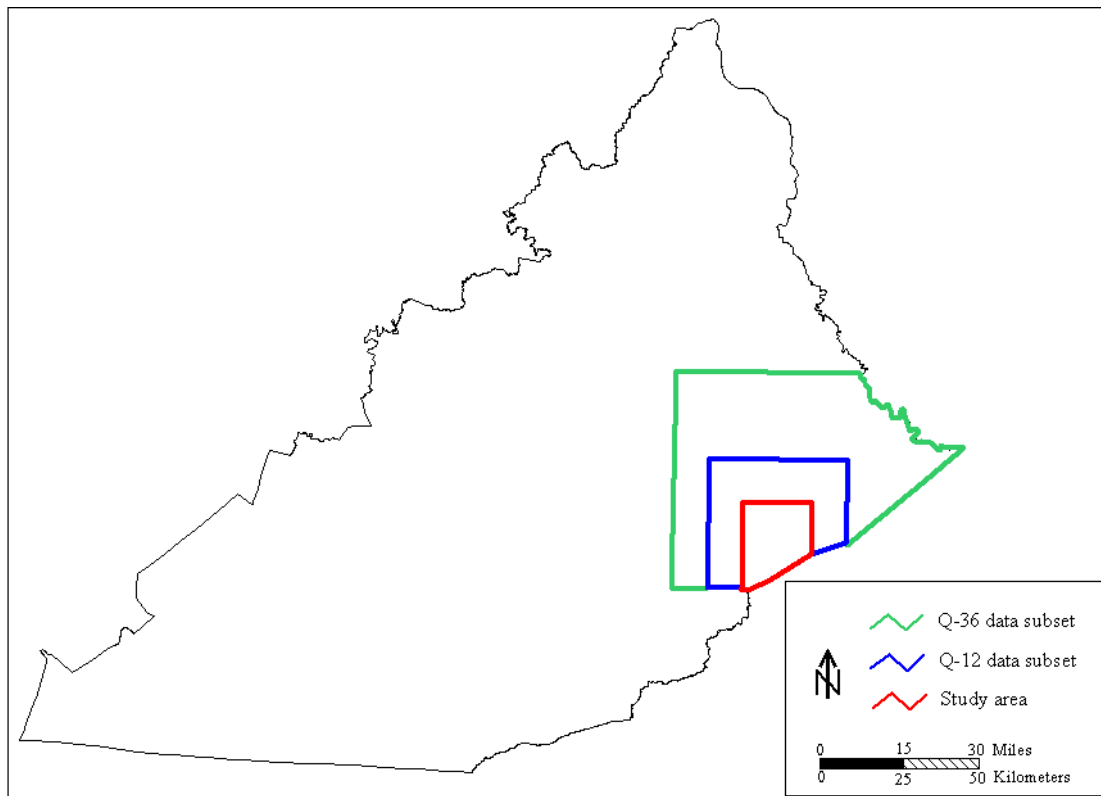 Q-36 data subset
Q-12 data subset
N
Study area
0 15 30 Miles
0 25 50 Kilometers